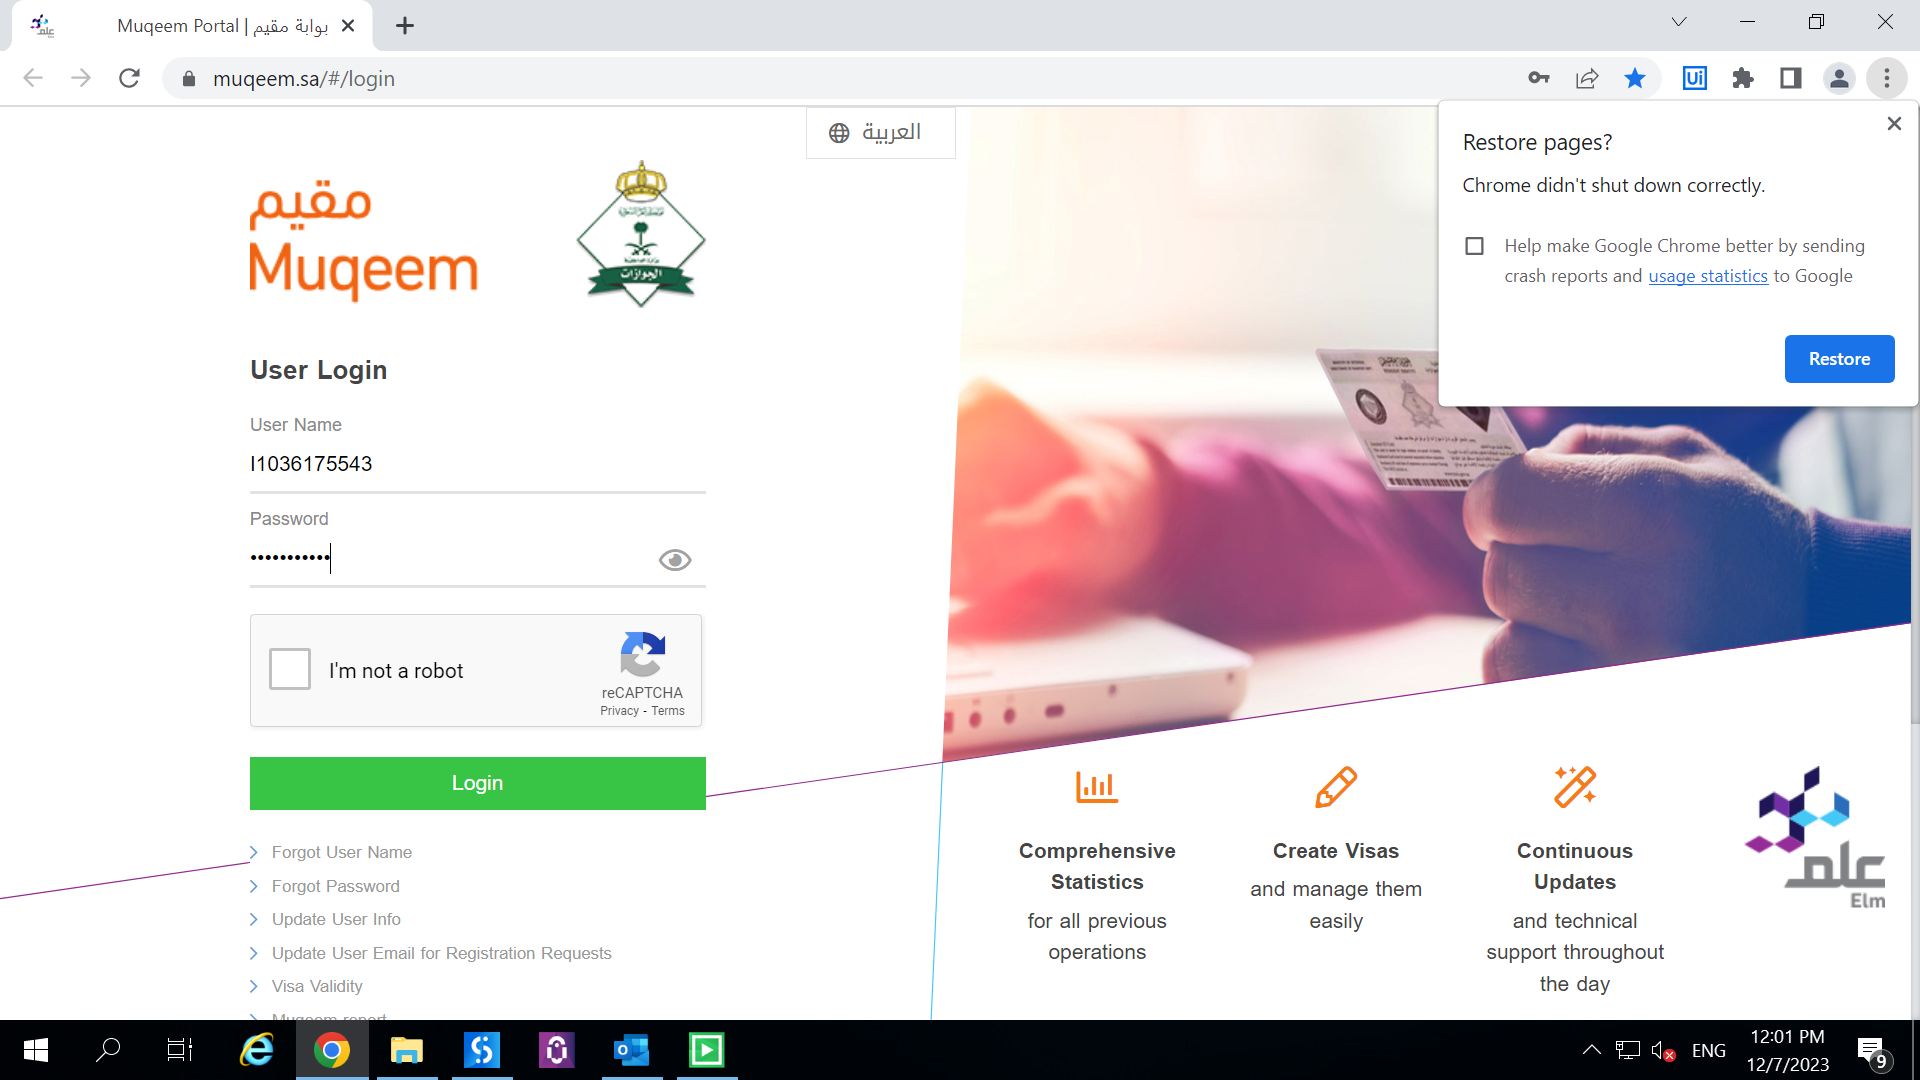 Muqeem Portal | بوابة مقيم
muqeem.sa/#/login
العربية
مقيم
Muqeem
الجوازات
User Login
User Name
I1036175543
Password
•••••••••••
I'm not a robot
reCAPTCHA
Privacy - Terms
Login
Forgot User Name
Forgot Password
Update User Info
Update User Email for Registration Requests
Visa Validity
Muqeem report
Restore pages?
Chrome didn't shut down correctly.
Help make Google Chrome better by sending
crash reports and usage statistics to Google
Restore
Comprehensive
Statistics
for all previous
operations
Create Visas
and manage them
easily
Continuous
Updates
and technical
support throughout
the day
علم
Elm
ENG
12:01 PM
12/7/2023
9